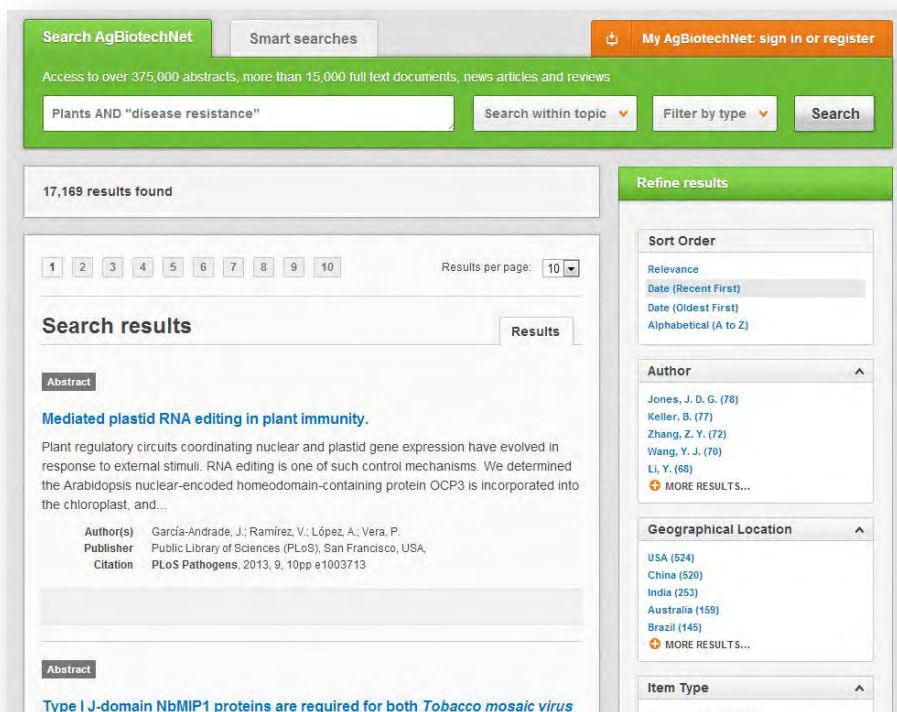 Search AgBiotechNet
Smart searches
My AgBiotechNet: sign in or register
Access to over 375,000 abstracts, more than 15,000 full text documents, news articles and reviews
Plants AND "disease resistance"
Search within topic
Filter by type
Search
17,169 results found
1 2 3 4 5 6 7 8 9 10
Results per page: 10
Search results
Results
Abstract
Mediated plastid RNA editing in plant immunity.
Plant regulatory circuits coordinating nuclear and plastid gene expression have evolved in
response to external stimuli. RNA editing is one of such control mechanisms. We determined
the Arabidopsis nuclear-encoded homeodomain-containing protein OCP3 is incorporated into
the chloroplast, and...
Author(s) García-Andrade, J.; Ramírez, V.; López, A.; Vera, P.
Publisher Public Library of Sciences (PLoS), San Francisco, USA,
Citation PLoS Pathogens, 2013, 9, 10pp e1003713
Abstract
Type I J-domain NbMIP1 proteins are required for both Tobacco mosaic virus
Refine results
Sort Order
Relevance
Date (Recent First)
Date (Oldest First)
Alphabetical (A to Z)
Author
Jones, J. D. G. (78)
Keller, B. (77)
Zhang, Z. Y. (72)
Wang, Y. J. (70)
Li, Y. (68)
MORE RESULTS...
Geographical Location
USA (524)
China (520)
India (253)
Australia (159)
Brazil (145)
MORE RESULTS...
Item Type